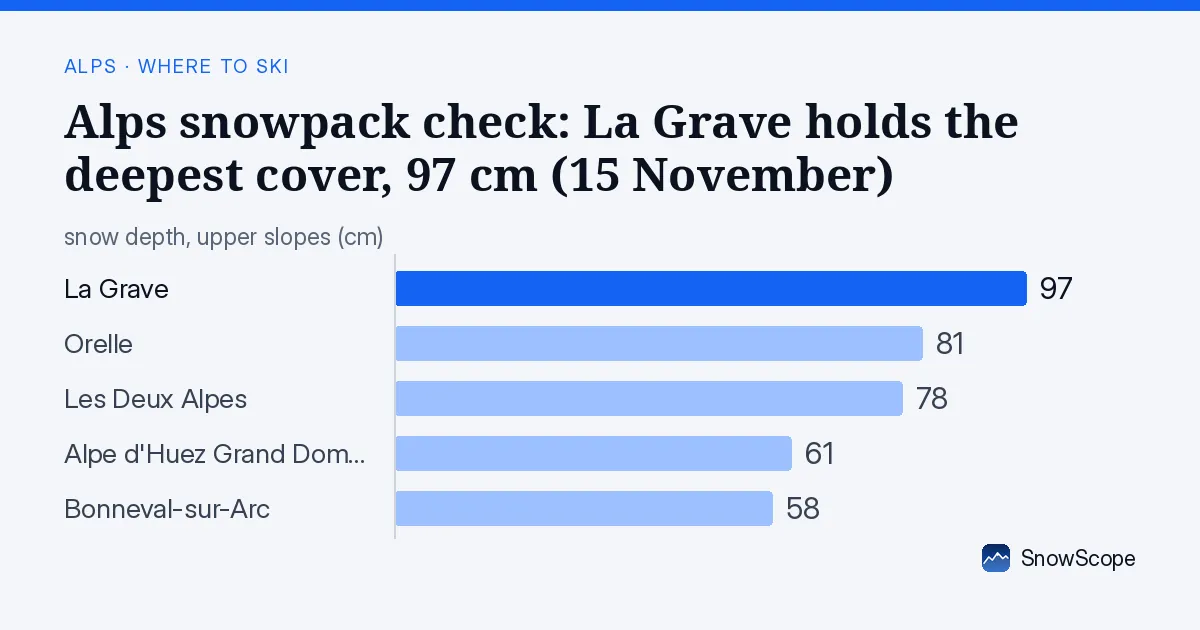 ALPS · WHERE TO SKI
Alps snowpack check: La Grave holds the
deepest cover, 97 cm (15 November)
snow depth, upper slopes (cm)
La Grave 97
Orelle 81
Les Deux Alpes 78
Alpe d'Huez Grand Dom... 61
Bonneval-sur-Arc 58
SnowScope